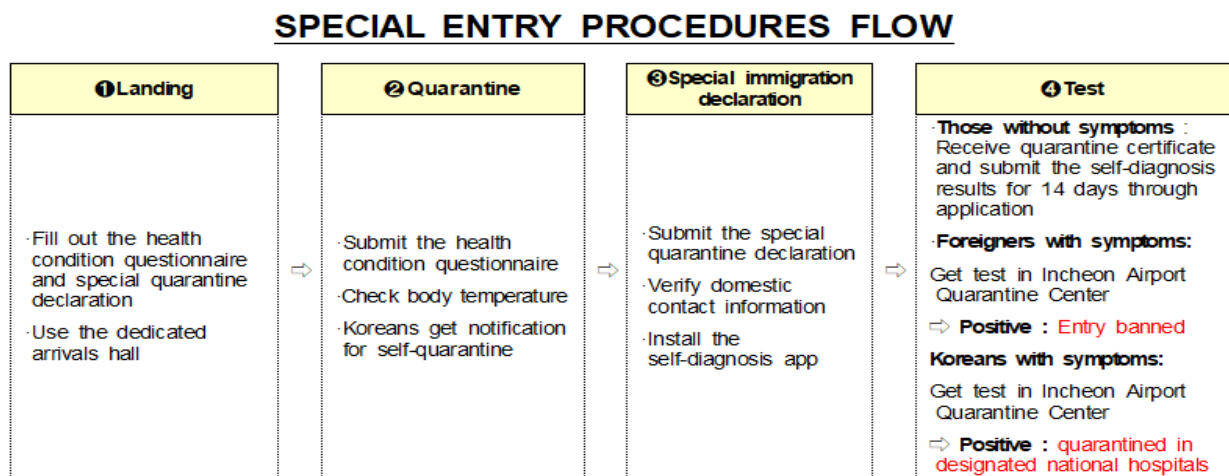 SPECIAL ENTRY PROCEDURES FLOW
❶Landing
·Fill out the health
condition questionnaire
and special quarantine
declaration
·Use the dedicated
arrivals hall
⇨
❷Quarantine
·Submit the health
condition questionnaire
·Check body temperature
·Koreans get notification
for self-quarantine
⇨
❸Special immigration
declaration
·Submit the special
quarantine declaration
·Verify domestic
contact information
·Install the
self-diagnosis app
⇨
❹Test
·Those without symptoms :
Receive quarantine certificate
and submit the self-diagnosis
results for 14 days through
application
·Foreigners with symptoms:
Get test in Incheon Airport
Quarantine Center
⇨ Positive : Entry banned
Koreans with symptoms:
Get test in Incheon Airport
Quarantine Center
⇨ Positive : quarantined in
designated national hospitals